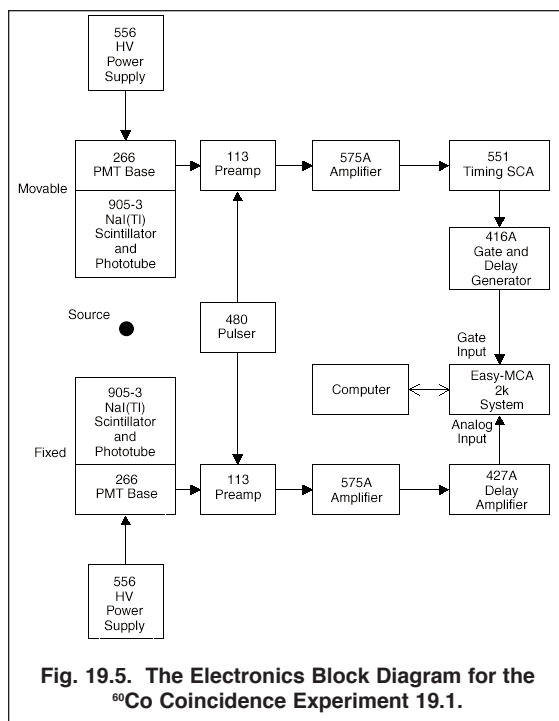 556
HV
Power
Supply
Movable
266
PMT Base
113
Preamp
575A
Amplifier
551
Timing SCA
905-3
NaI(Tl)
Scintillator
and
Phototube
416A
Gate and
Delay
Generator
Source
480
Pulser
Gate
Input
Computer
Easy-MCA
2k
System
Analog
Input
Fixed
905-3
NaI(Tl)
Scintillator
and
Phototube
266
PMT Base
113
Preamp
575A
Amplifier
427A
Delay
Amplifier
556
HV
Power
Supply
Fig. 19.5. The Electronics Block Diagram for the
⁶⁰Co Coincidence Experiment 19.1.